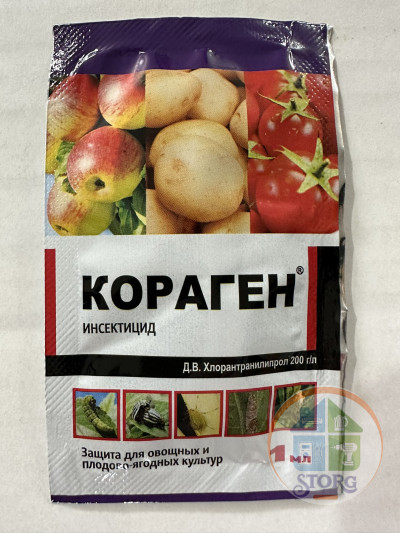 КОРАГЕН®
ИНСЕКТИЦИД
Д.В. Хлорантранилипрол 200 г/л
Защита для овощных и
плодово-ягодных культур
1 мл
STORG